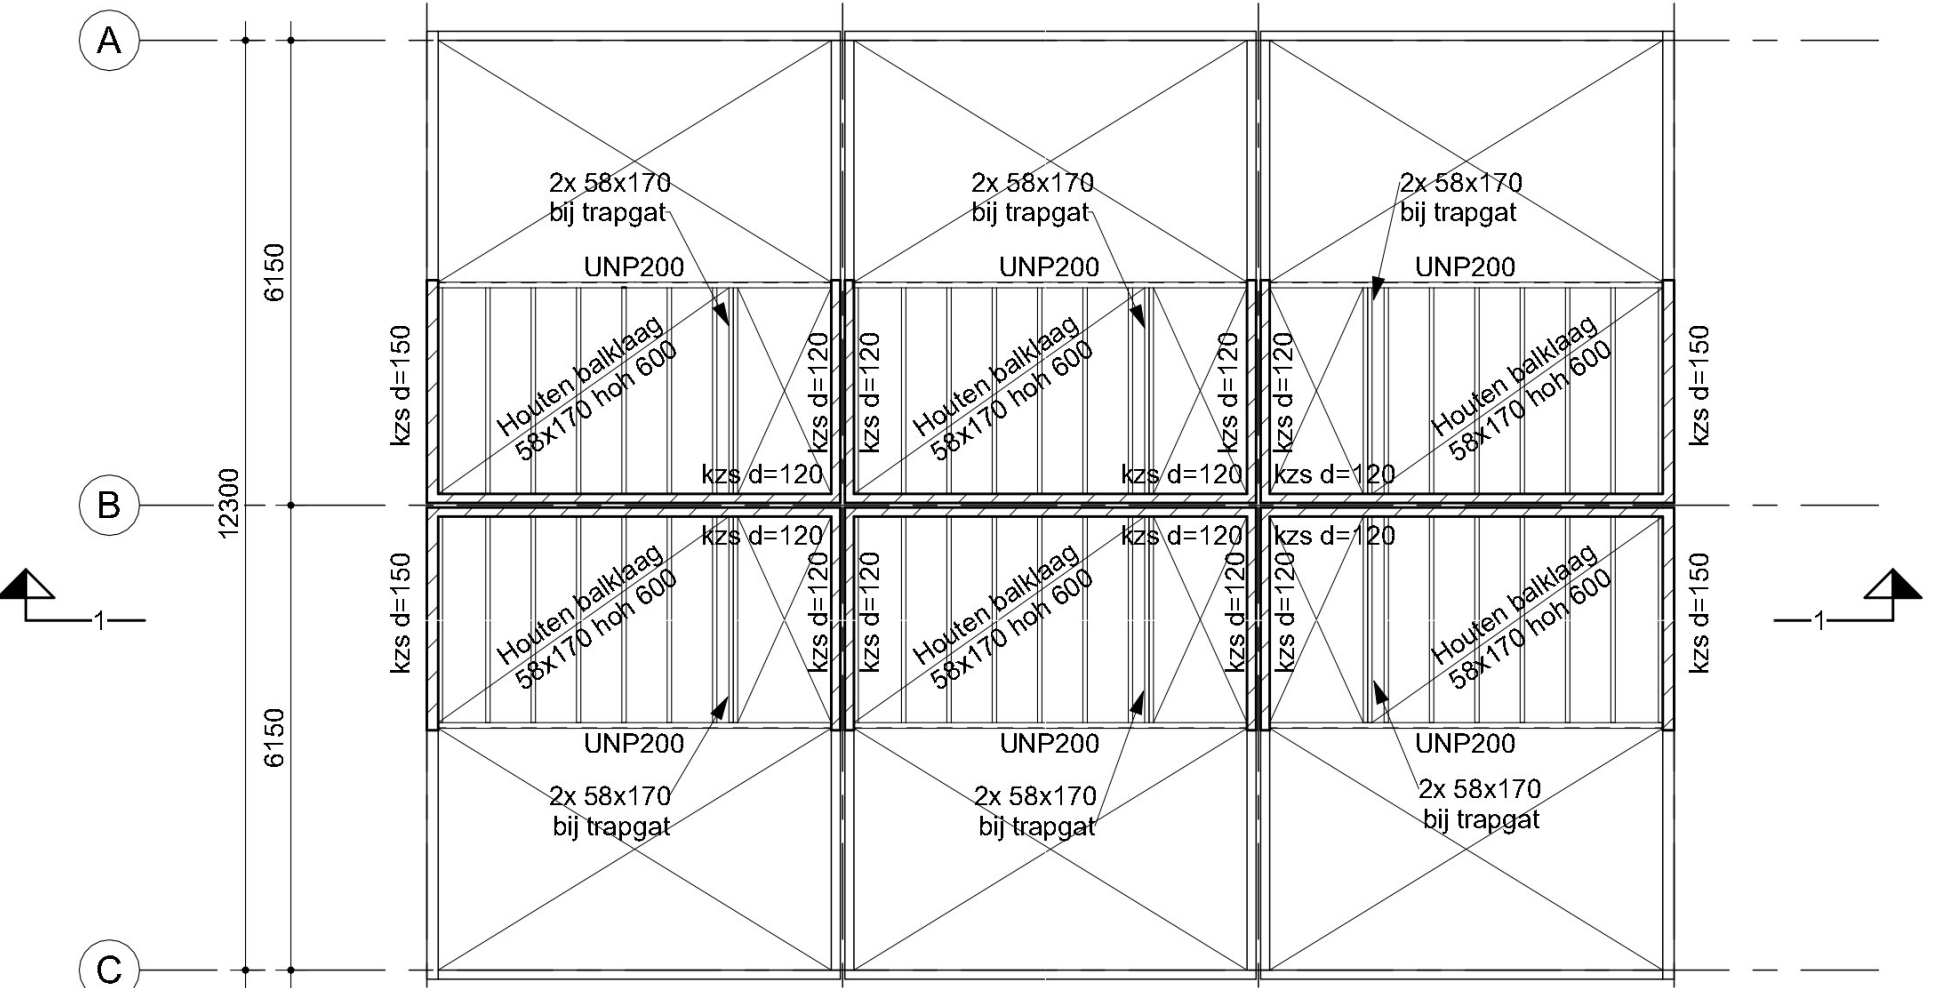 A
2x 58x170
bij trapgat
2x 58x170
bij trapgat
2x 58x170
bij trapgat
6150
UNP200
UNP200
UNP200
kzs d=150
Houten balklaag
58x170 hoh 600
kzs d=120
kzs d=120
Houten balklaag
58x170 hoh 600
kzs d=120
kzs d=120
Houten balklaag
58x170 hoh 600
kzs d=150
kzs d=120
kzs d=120
kzs d=120
B
12300
kzs d=120
kzs d=120
kzs d=120
kzs d=150
Houten balklaag
58x170 hoh 600
kzs d=120
kzs d=120
Houten balklaag
58x170 hoh 600
kzs d=120
kzs d=120
Houten balklaag
58x170 hoh 600
kzs d=150
1
1
6150
UNP200
UNP200
UNP200
2x 58x170
bij trapgat
2x 58x170
bij trapgat
2x 58x170
bij trapgat
C